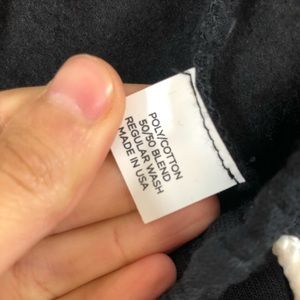 POLY/COTTON
50/50 BLEND
REGULAR WASH
MADE IN USA